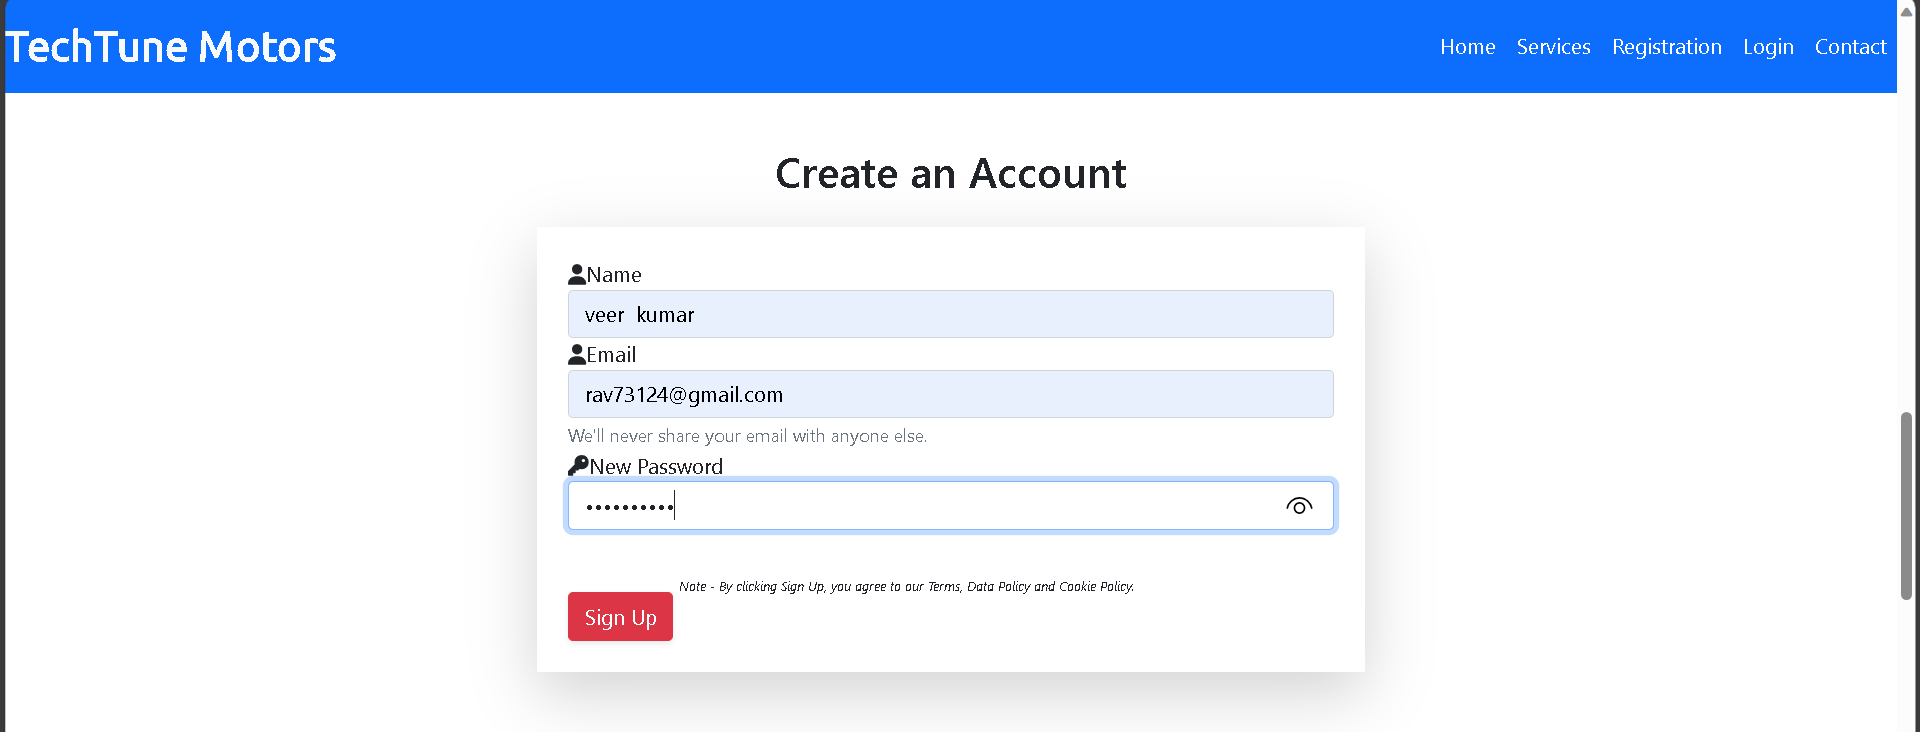 TechTune Motors
Home Services Registration Login Contact
Create an Account
Name
veer  kumar
Email
rav73124@gmail.com
We'll never share your email with anyone else.
New Password
••••••••••
Note - By clicking Sign Up, you agree to our Terms, Data Policy and Cookie Policy.
Sign Up